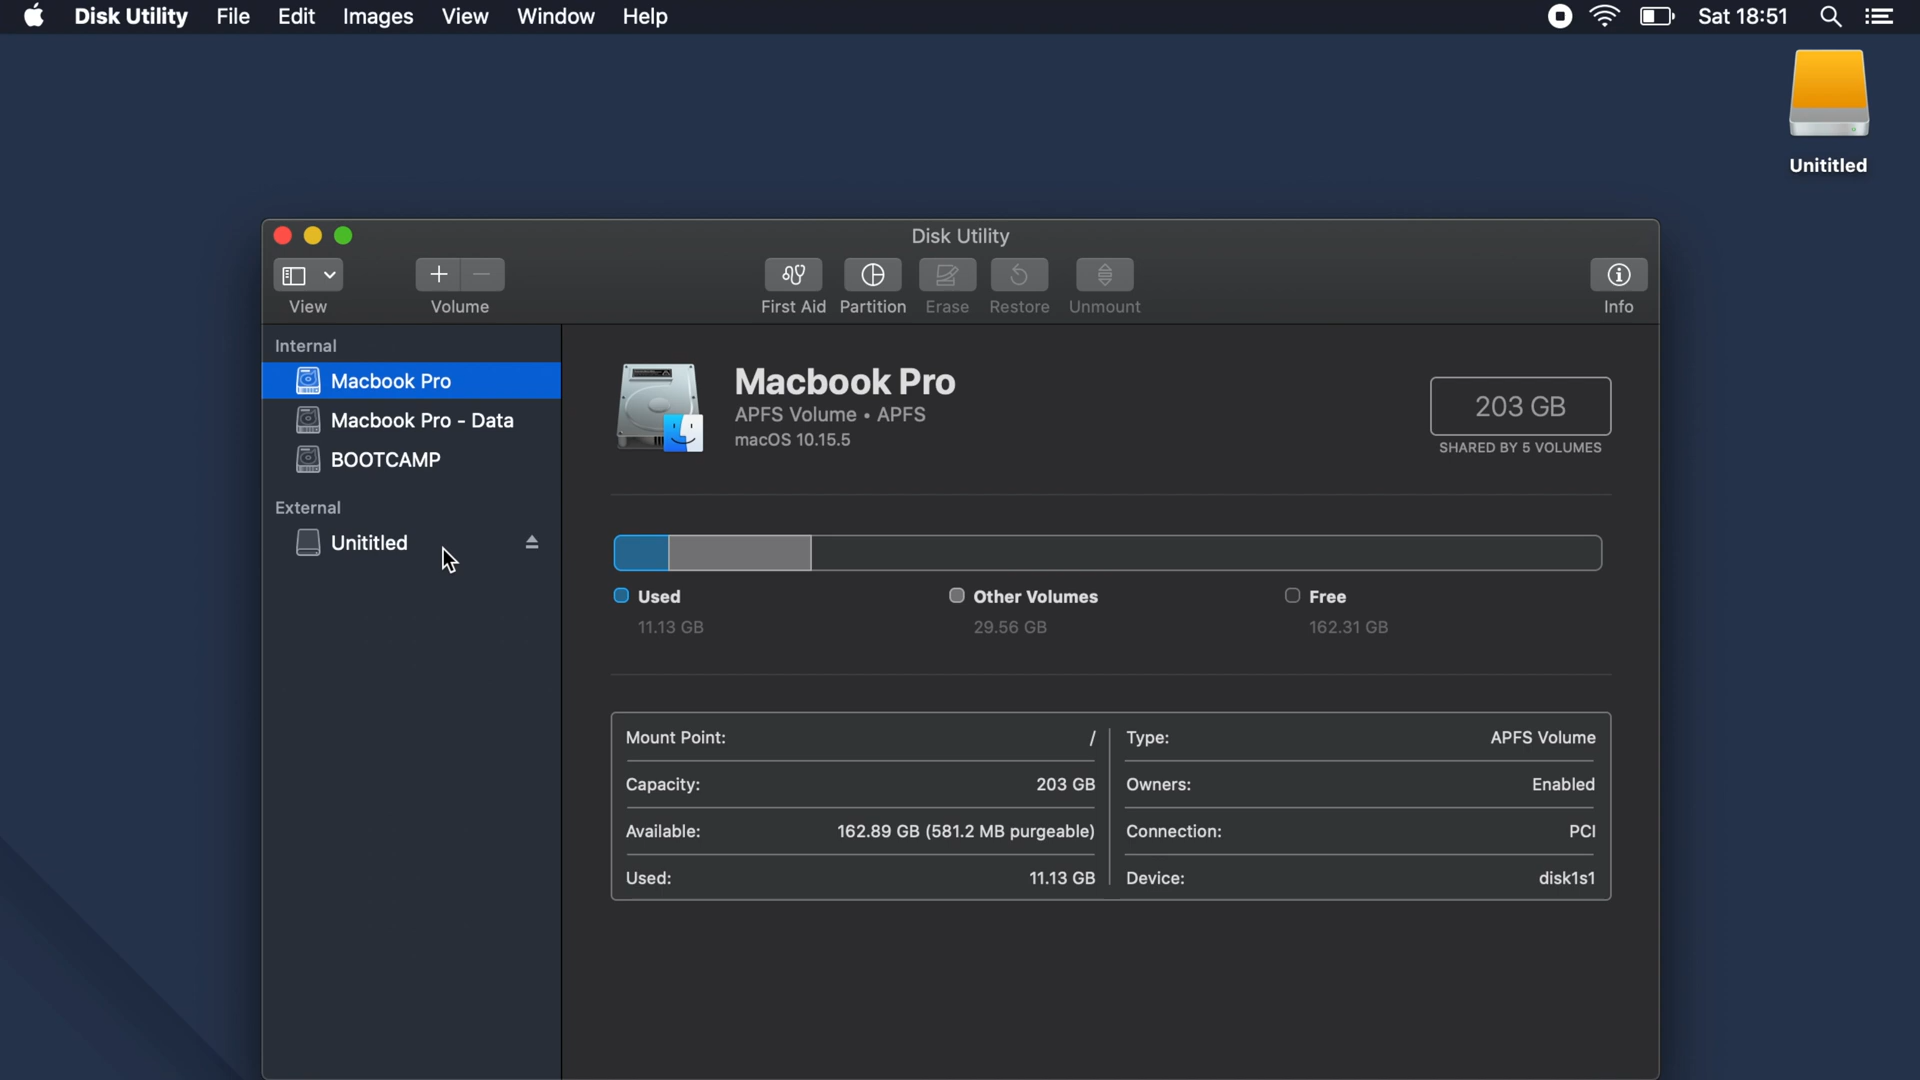 Disk Utility File Edit Images View Window Help Sat 18:51
Unititled
Disk Utility
View Volume First Aid Partition Erase Restore Unmount Info
Internal
Macbook Pro
Macbook Pro - Data
BOOTCAMP
External
Unititled
Macbook Pro
APFS Volume • APFS
macOS 10.15.5
203 GB
SHARED BY 5 VOLUMES
Used
11.13 GB
Other Volumes
29.56 GB
Free
162.31 GB
Mount Point: /
Capacity: 203 GB
Available: 162.89 GB (581.2 MB purgeable)
Used: 11.13 GB
Type: APFS Volume
Owners: Enabled
Connection: PCI
Device: disk1s1